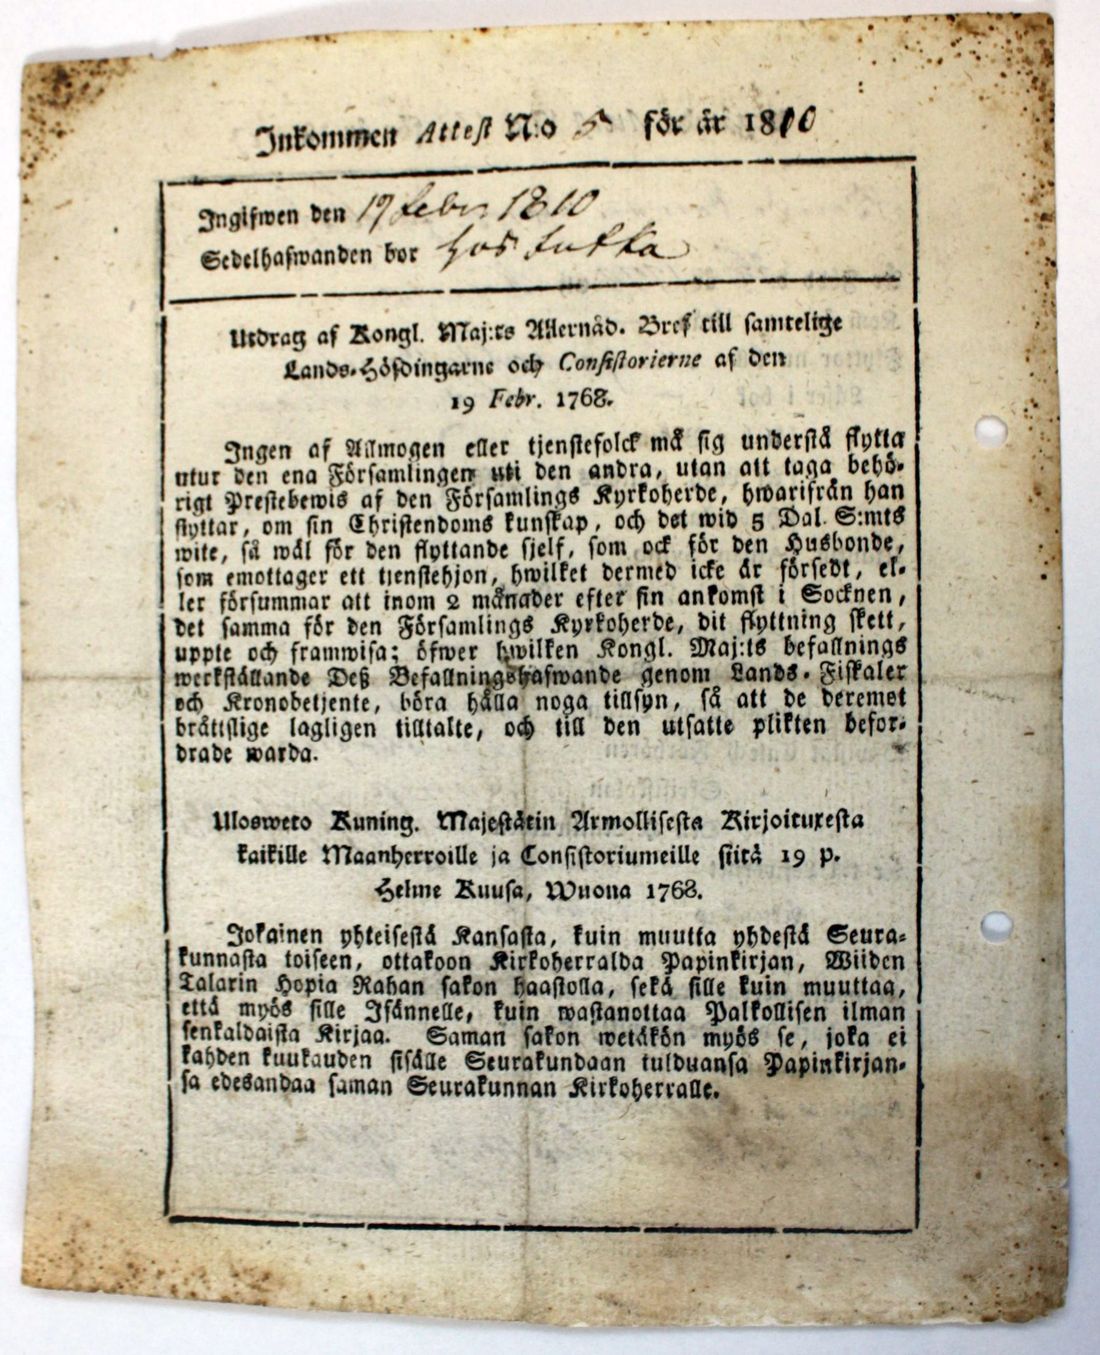 Inkommen Attest N:o 5 för år 1810
Ingifwen den 17 febr 1810
Sedelhafwanden bor hos
Utdrag af Kongl. Maj:ts Allernåd. Bref till samtelige
Lands-Höfdingarne och Consistorierne af den
19 Febr. 1768.
Ingen af Allmogen eller tjenstefolck må sig understå flytta
utur den ena Församlingen uti den andra, utan att taga behö-
rigt Prestebewis af den Församlings Kyrkoherde, hwarifrån han
flyttar, om sin Christendoms kunskap, och det wid 5 Dal. S:mts
wite, så wäl för den flyttande sjelf, som ock för den Husbonde,
som emottager ett tjenstehjon, hwilket dermed icke är försedt, el-
ler försummar att inom 2 månader efter sin ankomst i Socknen,
det samma för den Församlings Kyrkoherde, dit flyttning skett,
uppte och framwisa; öfwer hwilken Kongl. Maj:ts befallnings
werkställande Deß Befallningshafwande genom Lands-Fiskaler
och Kronobetjente, böra hålla noga tillsyn, så att de deremot
bråttslige lagligen tilltalte, och till den utsatte plikten befor-
drade warda.
Ulosweto Kuning. Majestätin Armollisesta Kirjoituxesta
kaikille Maanherroille ja Consistoriumeille siitä 19 p.
Helme Kuusa, Wuona 1768.
Jokainen yhteisestä Kansasta, kuin muutta yhdestä Seura-
kunnasta toiseen, ottakoon Kirkoherralda Papinkirjan, Wiiden
Talarin Hopia Rahan sakon haastolla, sekä sille kuin muuttaa,
että myös sille Isännelle, kuin wastanottaa Palkollisen ilman
senkaldaista Kirjaa. Saman sakon wetäkön myös se, joka ei
kahden kuukauden sisälle Seurakundaan tulduansa Papinkirjan-
sa edesandaa saman Seurakunnan Kirkoherralle.